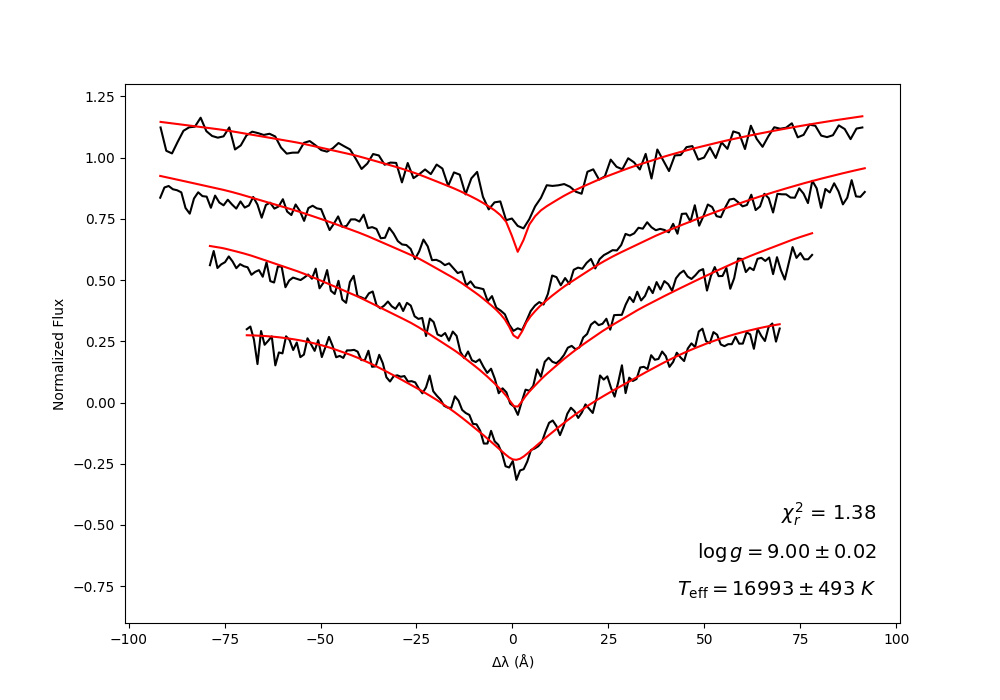 1.25
1.00
0.75
0.50
0.25
0.00
−0.25
−0.50
−0.75
Normalized Flux
χ²ᵣ = 1.38
log g = 9.00 ± 0.02
T_eff = 16993 ± 493 K
−100 −75 −50 −25 0 25 50 75 100
Δλ (Å)